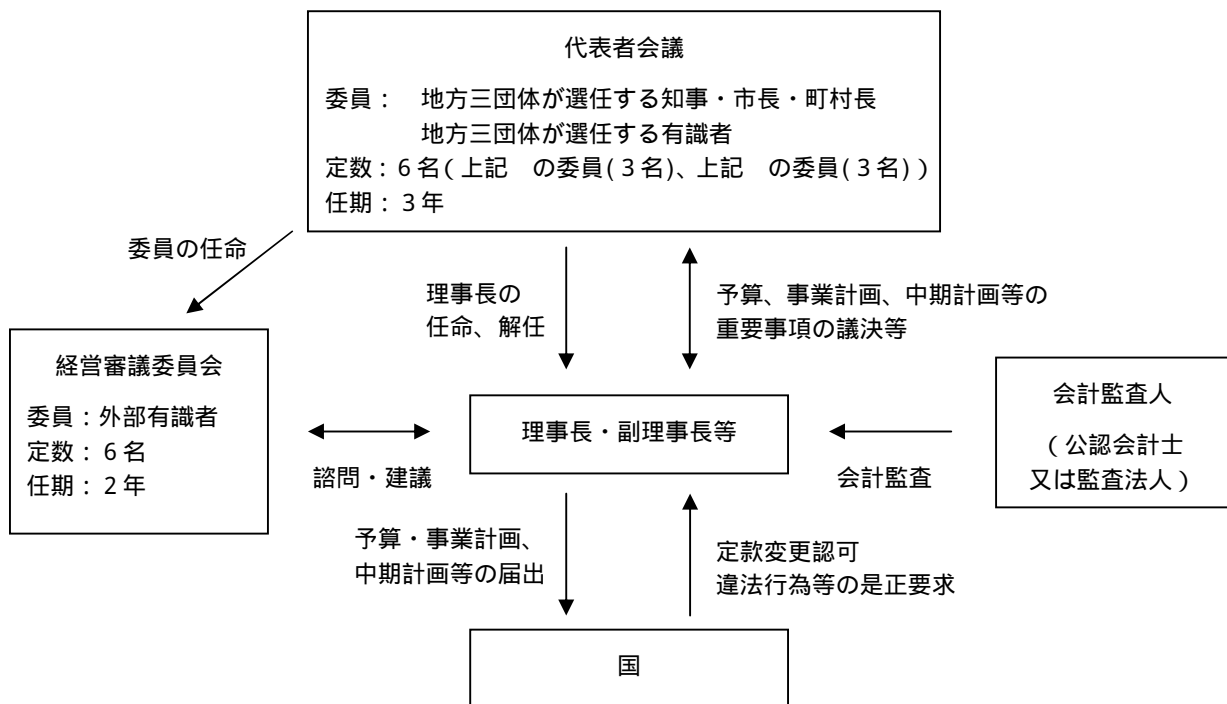 代表者会議
委員： 地方三団体が選任する知事・市長・町村長
地方三団体が選任する有識者
定数：６名（上記 の委員(３名)、上記 の委員(３名)）
任期：３年
委員の任命
理事長の
任命、解任
予算、事業計画、中期計画等の
重要事項の議決等
経営審議委員会
委員：外部有識者
定数：６名
任期：２年
諮問・建議
理事長・副理事長等
会計監査
会計監査人
（公認会計士
又は監査法人）
予算・事業計画、
中期計画等の届出
定款変更認可
違法行為等の是正要求
国